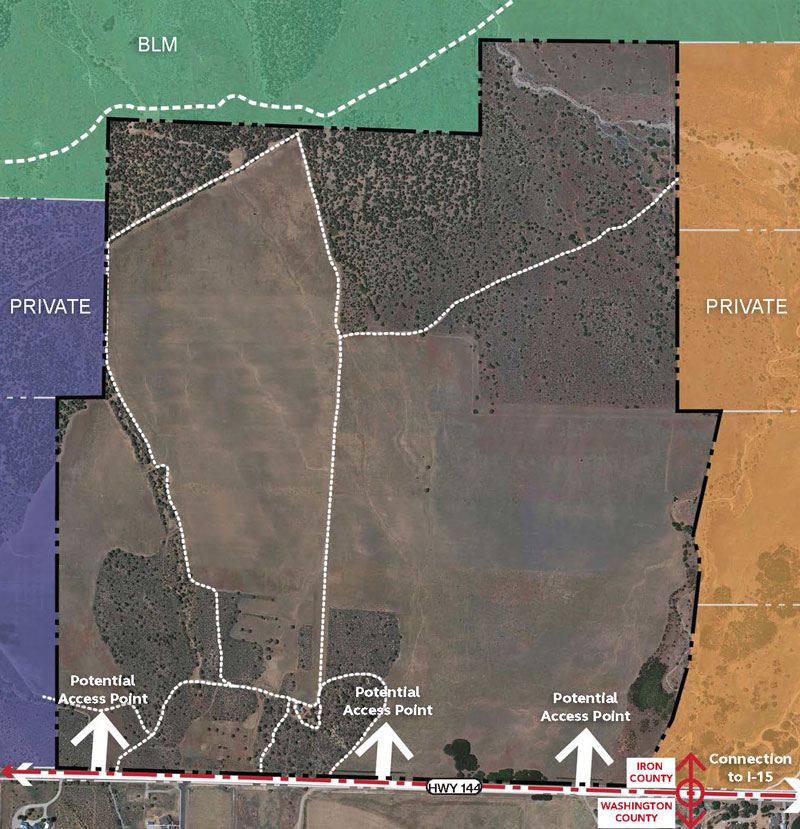 BLM
PRIVATE
PRIVATE
Potential
Access Point
Potential
Access Point
Potential
Access Point
HWY 144
IRON
COUNTY
WASHINGTON
COUNTY
Connection
to I-15